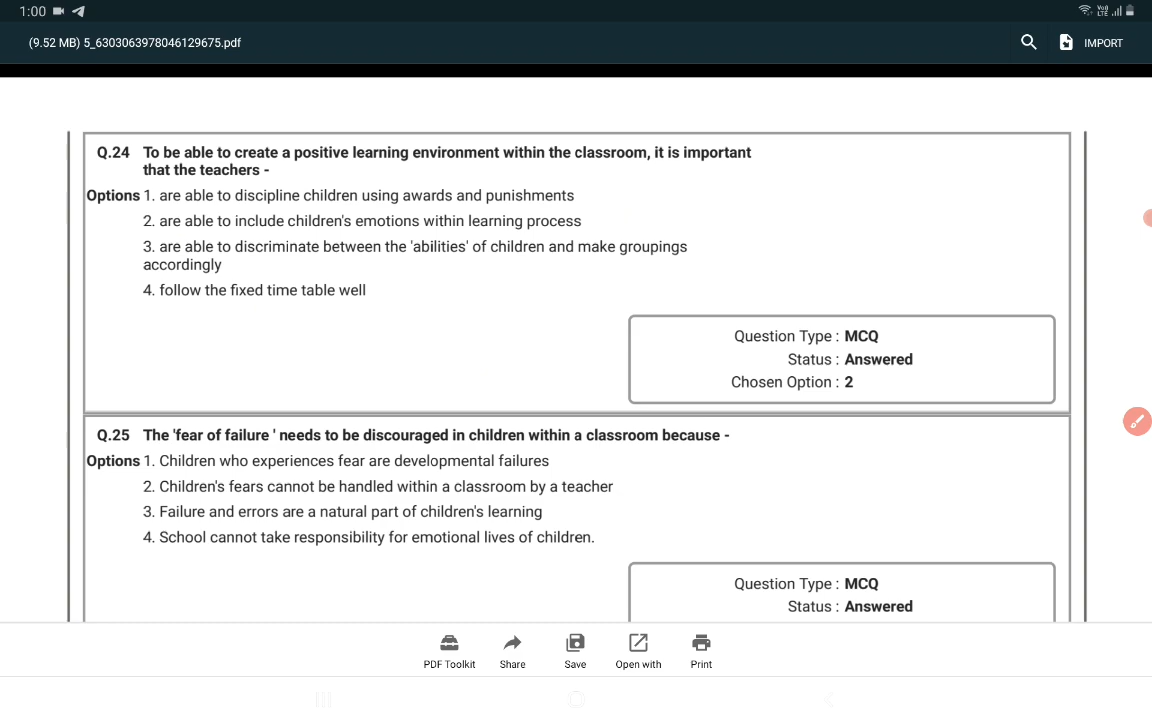 1:00
Vo)) LTE
(9.52 MB) 5_6303063978046129675.pdf
IMPORT
Q.24 To be able to create a positive learning environment within the classroom, it is important
that the teachers -
Options 1. are able to discipline children using awards and punishments
2. are able to include children's emotions within learning process
3. are able to discriminate between the 'abilities' of children and make groupings
accordingly
4. follow the fixed time table well
Question Type : MCQ
Status : Answered
Chosen Option : 2
Q.25 The 'fear of failure ' needs to be discouraged in children within a classroom because -
Options 1. Children who experiences fear are developmental failures
2. Children's fears cannot be handled within a classroom by a teacher
3. Failure and errors are a natural part of children's learning
4. School cannot take responsibility for emotional lives of children.
Question Type : MCQ
Status : Answered
PDF Toolkit
Share
Save
Open with
Print